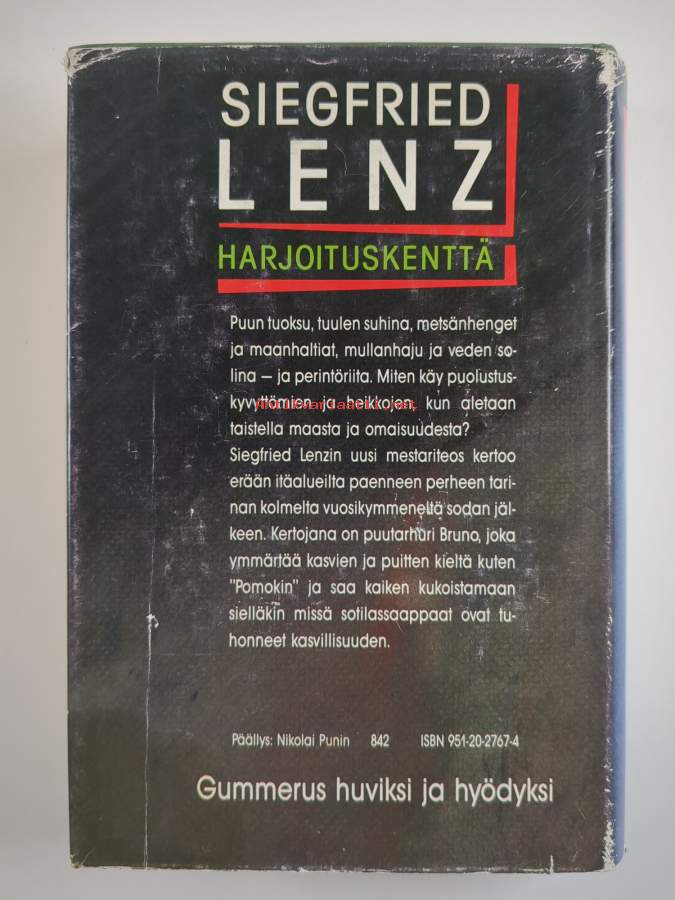 SIEGFRIED
LENZ
HARJOITUSKENTTÄ
Puun tuoksu, tuulen suhina, metsänhenget
ja maanhaltiat, mullanhaju ja veden so-
lina – ja perintöriita. Miten käy puolustus-
kyvyttömien ja heikkojen, kun aletaan
taistella maasta ja omaisuudesta?
Siegfried Lenzin uusi mestariteos kertoo
erään itäalueilta paenneen perheen tari-
nan kolmelta vuosikymmeneltä sodan jäl-
keen. Kertojana on puutarhuri Bruno, joka
ymmärtää kasvien ja puitten kieltä kuten
"Pomokin" ja saa kaiken kukoistamaan
sielläkin missä sotilassaappaat ovat tu-
honneet kasvillisuuden.
Päällys: Nikolai Punin 842 ISBN 951-20-2767-4
Gummerus huviksi ja hyödyksi